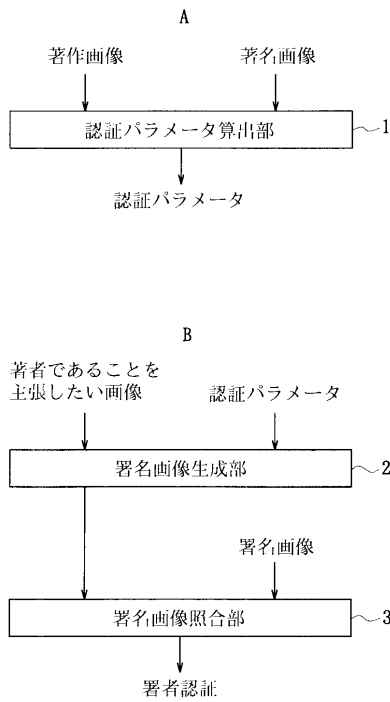 A
著作画像
著名画像
認証パラメータ算出部
1
認証パラメータ
B
著者であることを
主張したい画像
認証パラメータ
署名画像生成部
2
署名画像
署名画像照合部
3
署者認証